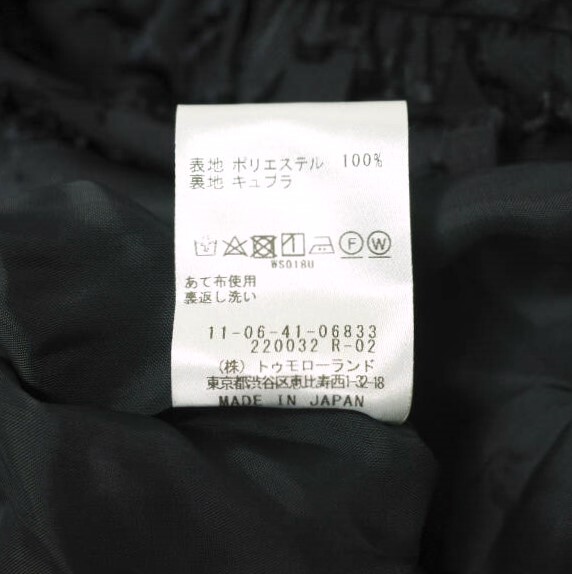 表地 ポリエステル 100%
裏地 キュプラ
F W
WS018U
あて布使用
裏返し洗い
11-06-41-06833
220032 R-02
(株) トゥモローランド
東京都渋谷区恵比寿西1-32-18
MADE IN JAPAN